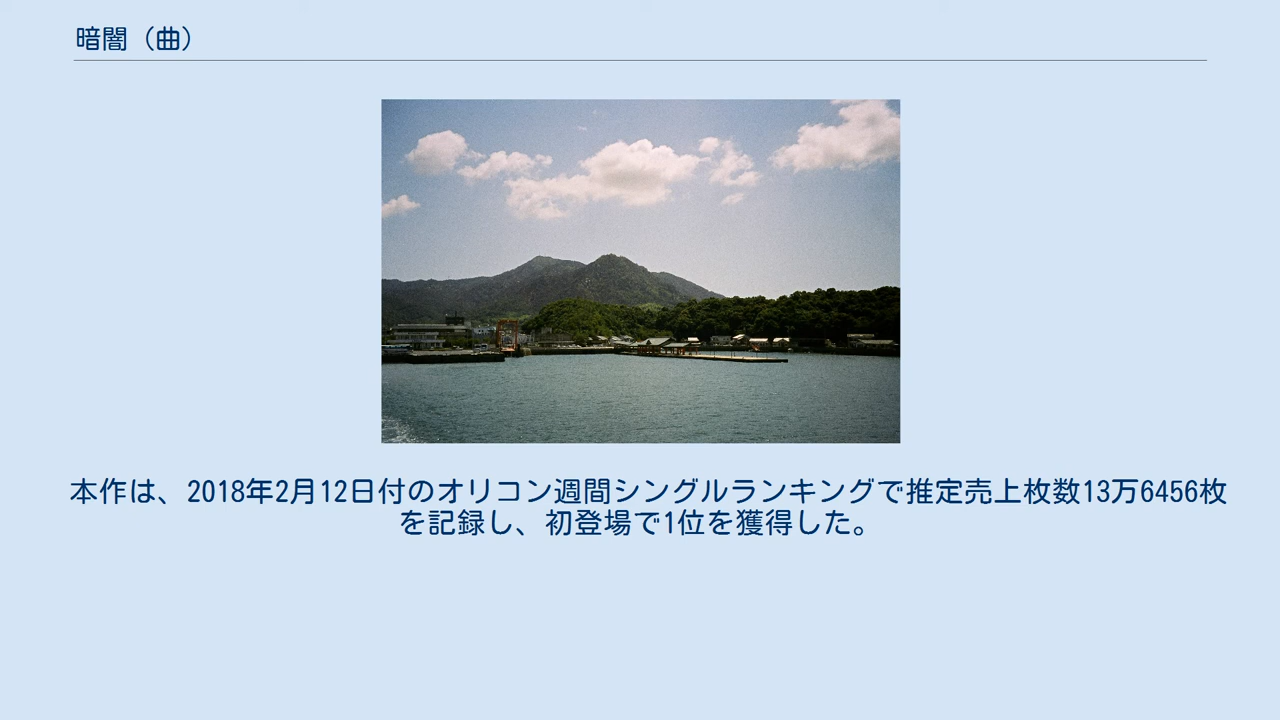 暗闇（曲）
本作は、2018年2月12日付のオリコン週間シングルランキングで推定売上枚数13万6456枚
を記録し、初登場で1位を獲得した。